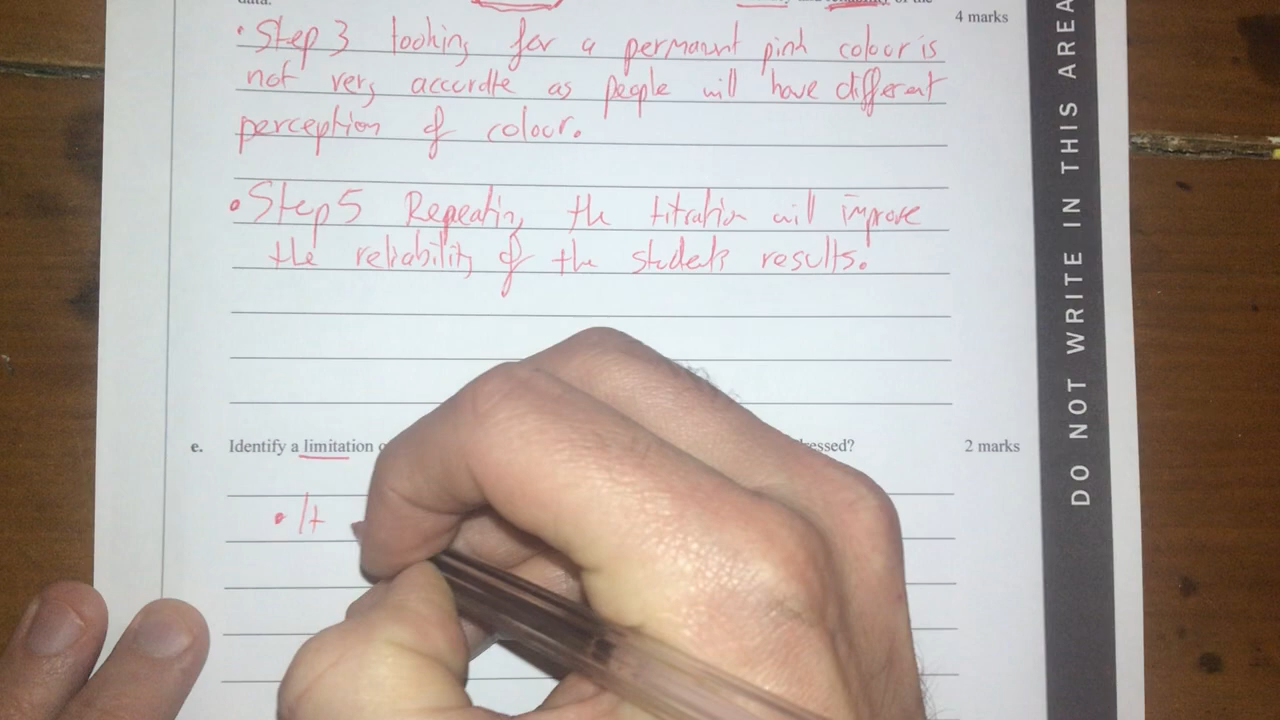 data.
4 marks
• Step 3 looking for a permanent pink colour is
not very accurate as people will have different
perception of colour.
• Step 5 Repeating the titration will improve
the reliability of the students results.
e. Identify a limitation ressed? 2 marks
• It
DO NOT WRITE IN THIS AREA